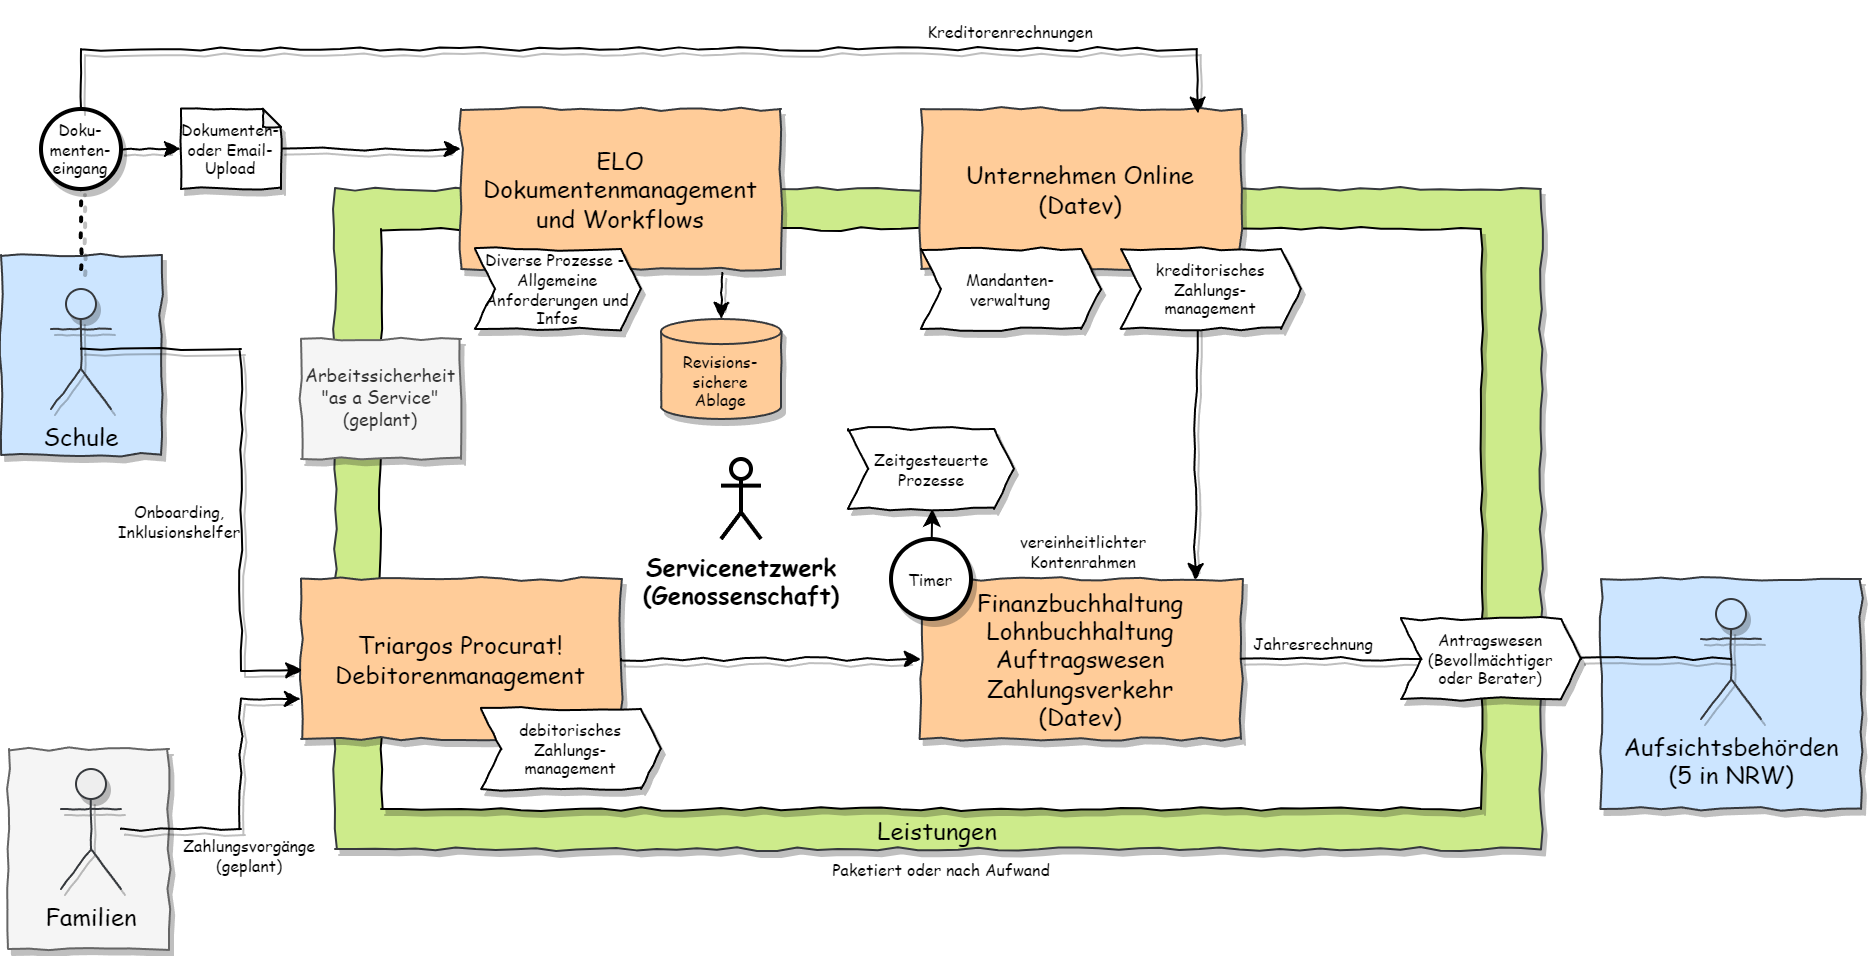 Kreditorenrechnungen
Doku-
menten-
eingang
Dokumenten-
oder Email-
Upload
ELO
Dokumentenmanagement
und Workflows
Unternehmen Online
(Datev)
Diverse Prozesse -
Allgemeine
Anforderungen und
Infos
Mandanten-
verwaltung
kreditorisches
Zahlungs-
management
Revisions-
sichere
Ablage
Schule
Arbeitssicherheit
"as a Service"
(geplant)
Zeitgesteuerte
Prozesse
Onboarding,
Inklusionshelfer
Servicenetzwerk
(Genossenschaft)
Timer
vereinheitlichter
Kontenrahmen
Triargos Procurat!
Debitorenmanagement
Finanzbuchhaltung
Lohnbuchhaltung
Auftragswesen
Zahlungsverkehr
(Datev)
Jahresrechnung
Antragswesen
(Bevollmächtiger
oder Berater)
debitorisches
Zahlungs-
management
Aufsichtsbehörden
(5 in NRW)
Zahlungsvorgänge
(geplant)
Familien
Leistungen
Paketiert oder nach Aufwand